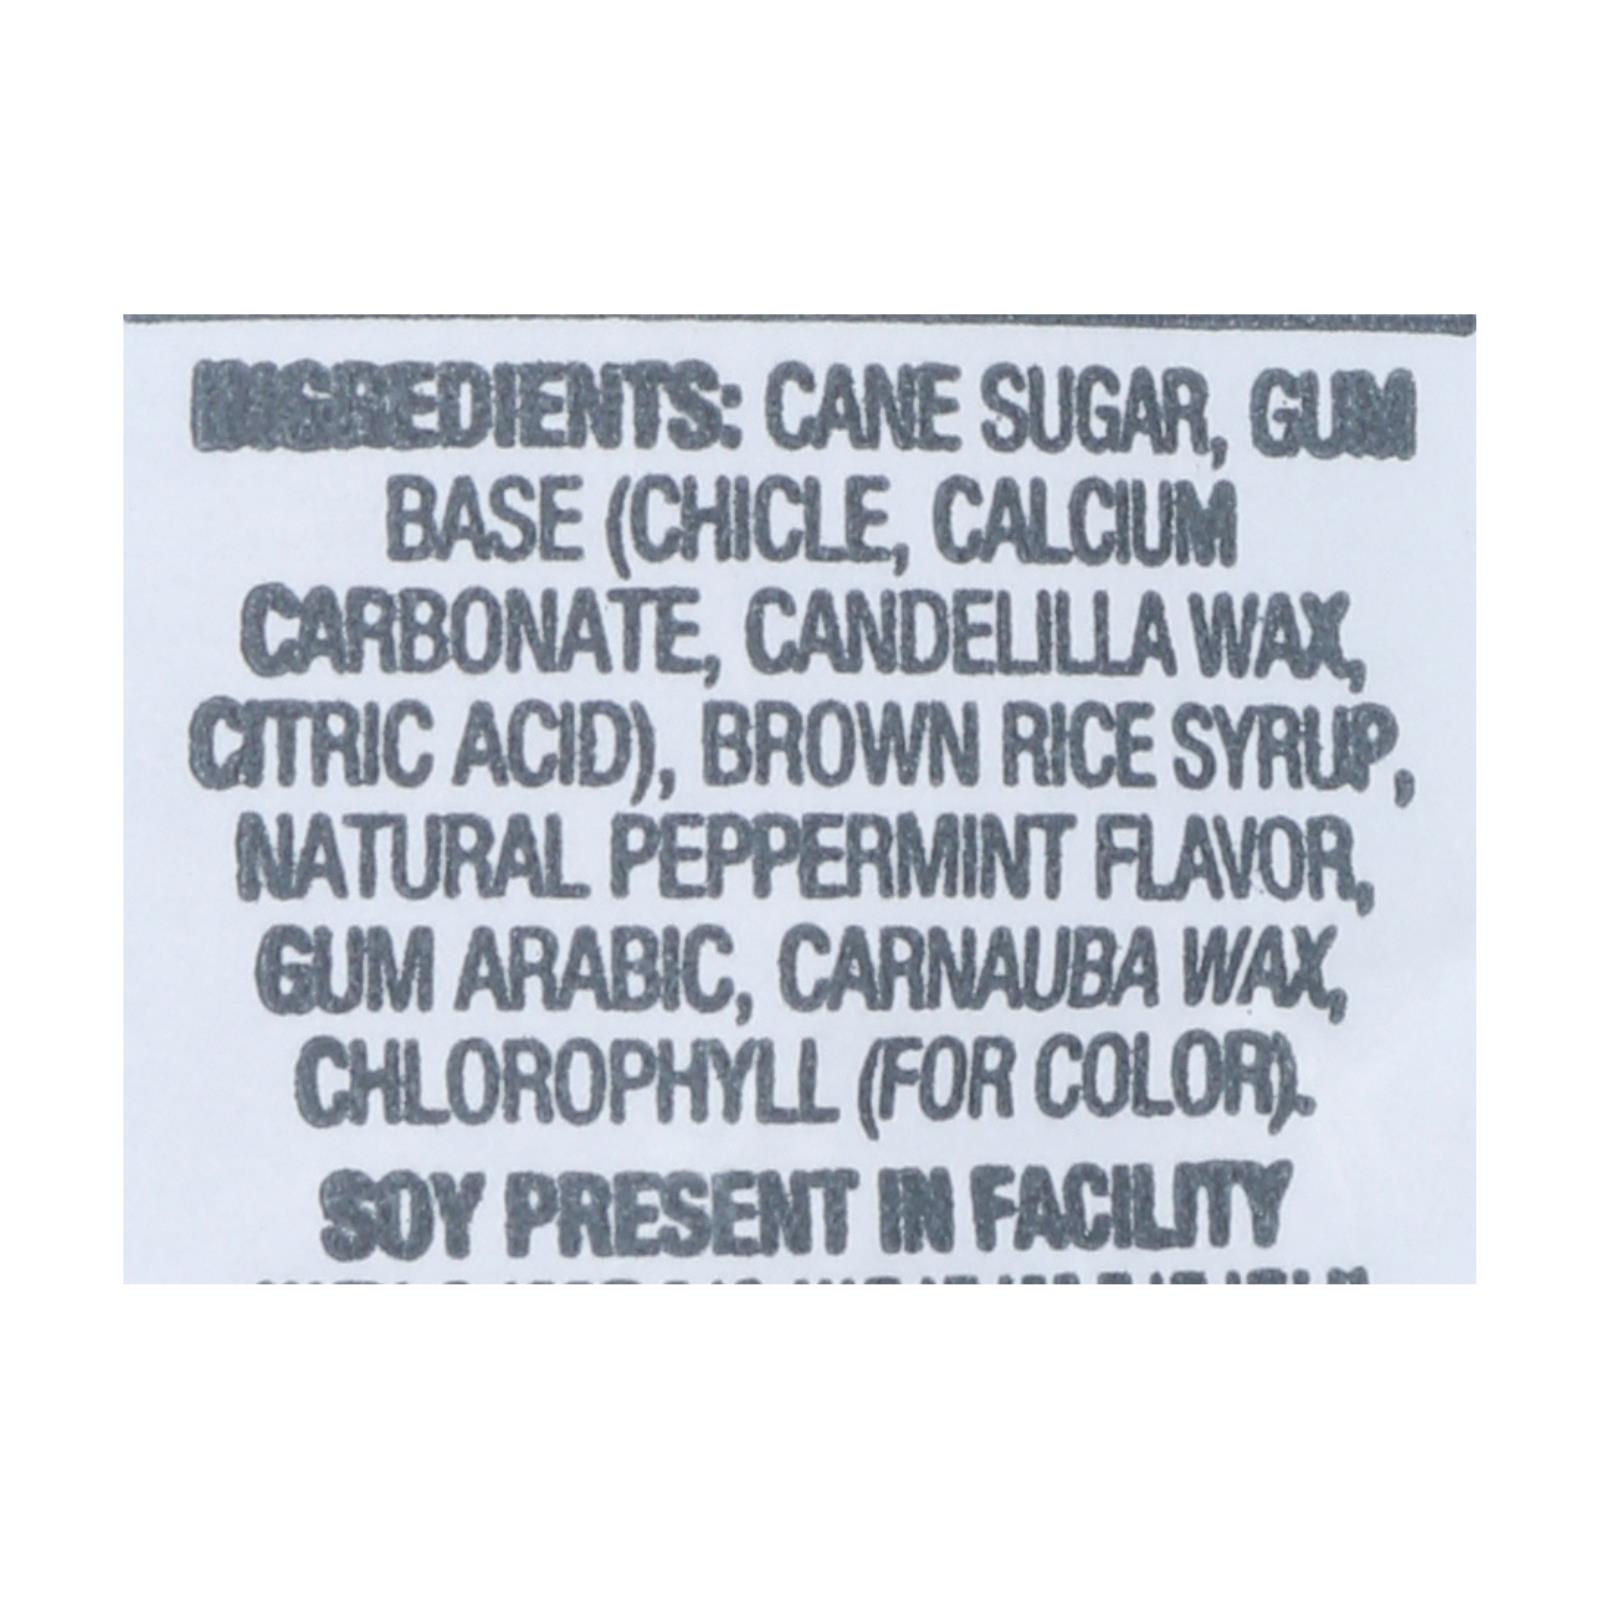 INGREDIENTS: CANE SUGAR, GUM
BASE (CHICLE, CALCIUM
CARBONATE, CANDELILLA WAX,
CITRIC ACID), BROWN RICE SYRUP,
NATURAL PEPPERMINT FLAVOR,
GUM ARABIC, CARNAUBA WAX,
CHLOROPHYLL (FOR COLOR).
SOY PRESENT IN FACILITY